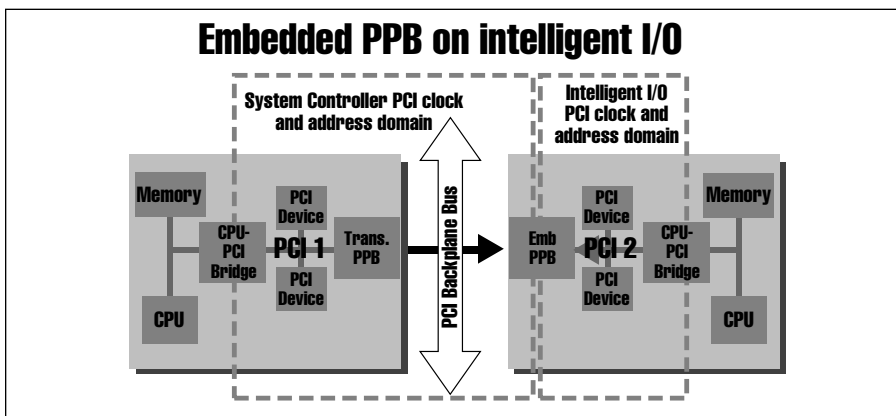 Embedded PPB on intelligent I/O
System Controller PCI clock
and address domain
Intelligent I/O
PCI clock and
address domain
Memory
CPU-
PCI
Bridge
CPU
PCI
Device
PCI 1
PCI
Device
Trans.
PPB
PCI Backplane Bus
Emb
PPB
PCI
Device
PCI 2
PCI
Device
CPU-
PCI
Bridge
Memory
CPU